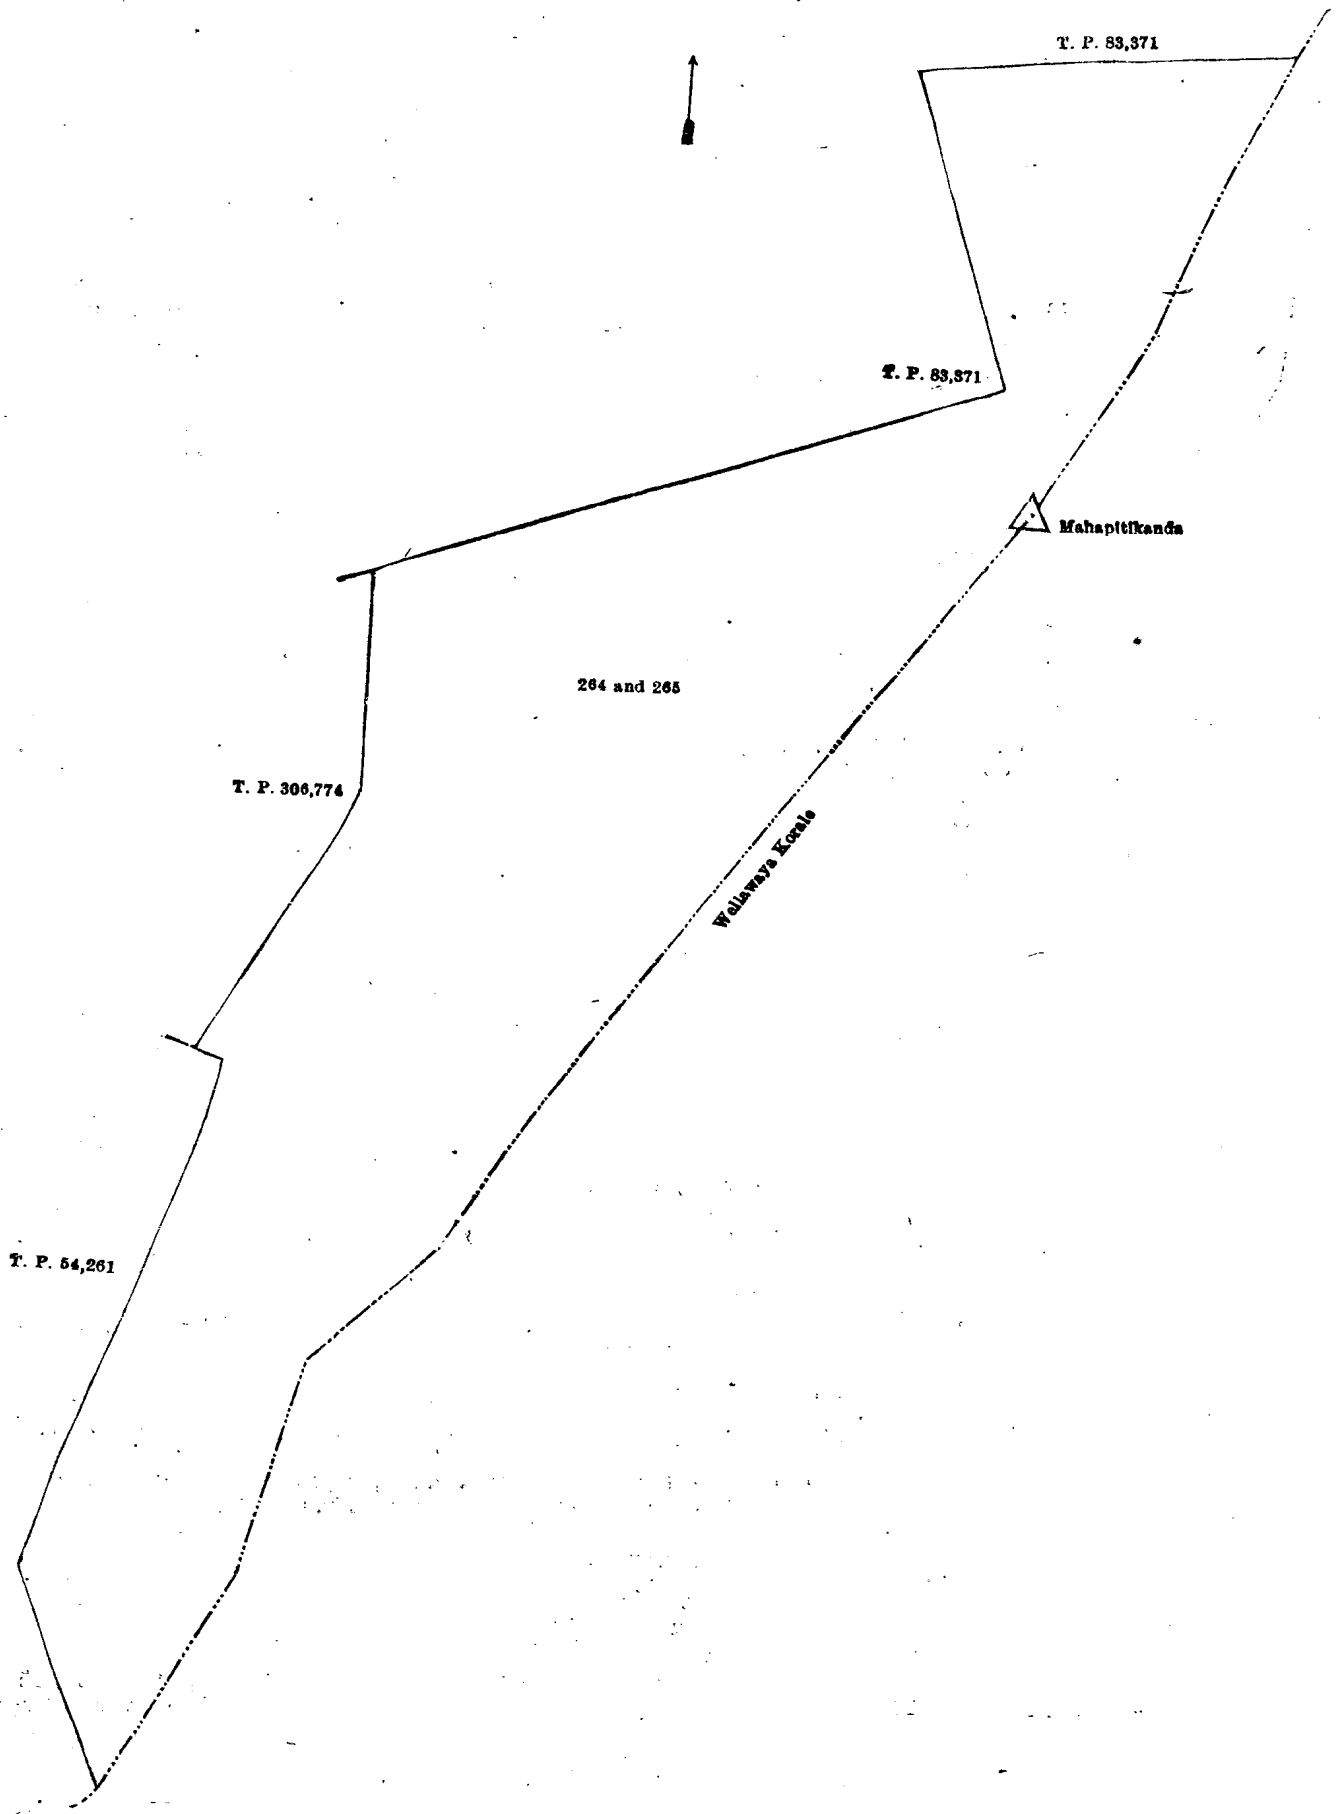 T. P. 83,371
T. P. 83,371
Mahapitikanda
264 and 265
T. P. 306,774
Wellawaya Korale
T. P. 54,261